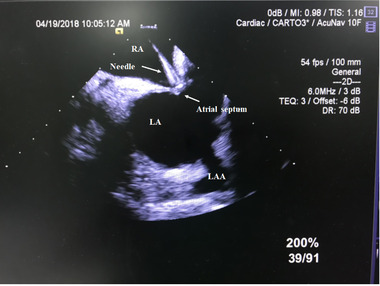 04/19/2018 10:05:12 AM
0dB / MI: 0.98 / TIS: 1.16
Cardiac / CARTO3* / AcuNav 10F
54 fps / 100 mm
General
---2D---
6.0MHz / 3 dB
TEQ: 3 / Offset: -6 dB
DR: 70 dB
RA
Needle
Atrial septum
LA
LAA
200%
39/91